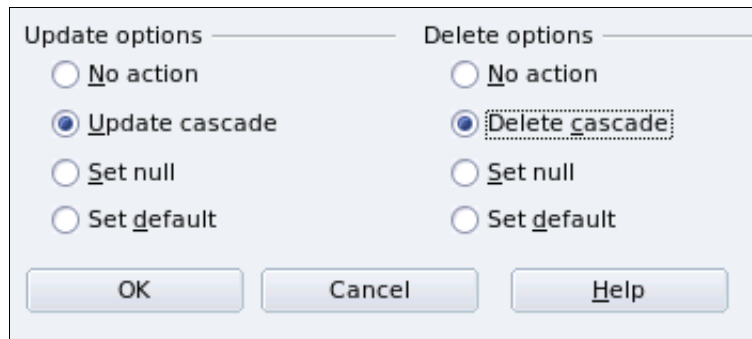 Update options
No action
Update cascade
Set null
Set default
Delete options
No action
Delete cascade
Set null
Set default
OK
Cancel
Help